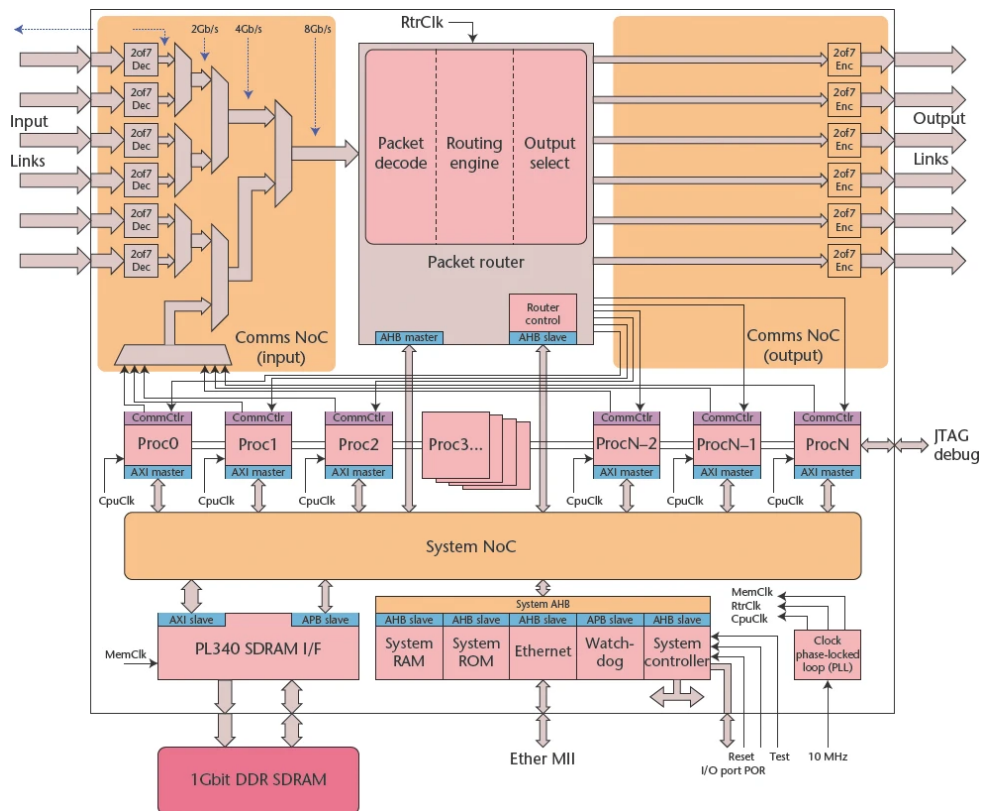 RtrClk
2Gb/s
4Gb/s
8Gb/s
2of7
Dec
2of7
Dec
2of7
Dec
2of7
Dec
2of7
Dec
2of7
Dec
Input
Links
Packet
decode
Routing
engine
Output
select
Packet router
2of7
Enc
2of7
Enc
2of7
Enc
2of7
Enc
2of7
Enc
2of7
Enc
Output
Links
Router
control
AHB master
AHB slave
Comms NoC
(input)
Comms NoC
(output)
CommCtlr
Proc0
AXI master
CpuClk
CommCtlr
Proc1
AXI master
CpuClk
CommCtlr
Proc2
AXI master
CpuClk
Proc3...
CommCtlr
ProcN–2
AXI master
CpuClk
CommCtlr
ProcN–1
AXI master
CpuClk
CommCtlr
ProcN
AXI master
CpuClk
JTAG
debug
System NoC
AXI slave
APB slave
PL340 SDRAM I/F
MemClk
System AHB
AHB slave
AHB slave
AHB slave
APB slave
AHB slave
System
RAM
System
ROM
Ethernet
Watch-
dog
System
controller
MemClk
RtrClk
CpuClk
Clock
phase-locked
loop (PLL)
1Gbit DDR SDRAM
Ether MII
Reset
Test
I/O port POR
10 MHz